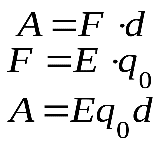 A = F · d
F = E · q₀
A = Eq₀d